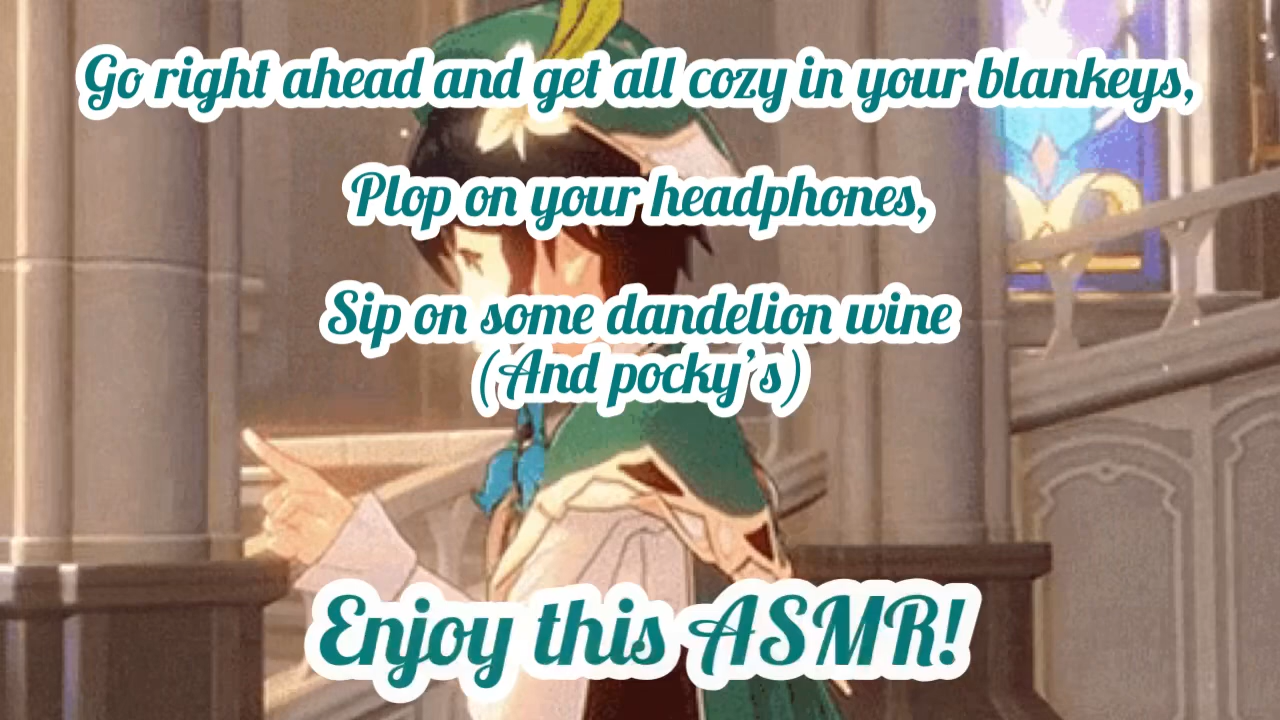 Go right ahead and get all cozy in your blankeys,
Plop on your headphones,
Sip on some dandelion wine
(And pocky's)
Enjoy this ASMR!